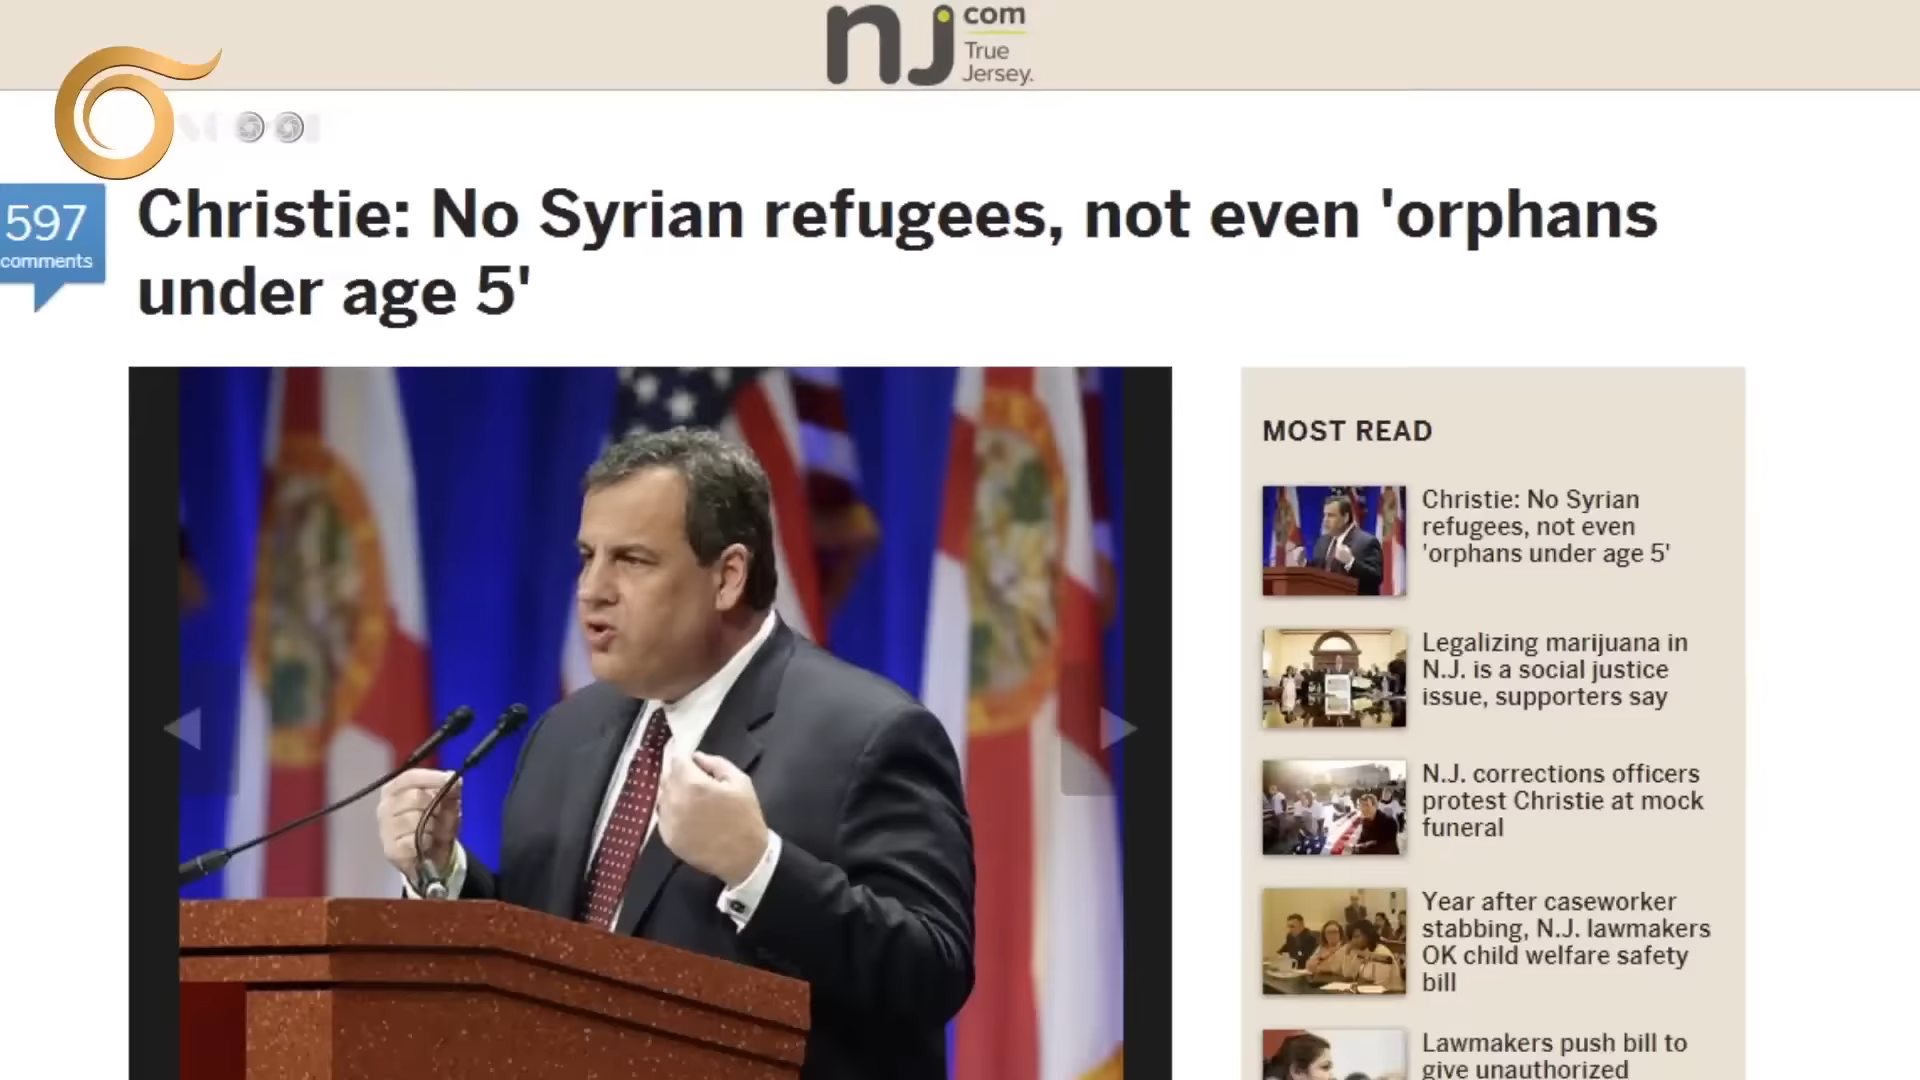 nj com
True
Jersey.
597
comments
Christie: No Syrian refugees, not even 'orphans
under age 5'
MOST READ
Christie: No Syrian
refugees, not even
'orphans under age 5'
Legalizing marijuana in
N.J. is a social justice
issue, supporters say
N.J. corrections officers
protest Christie at mock
funeral
Year after caseworker
stabbing, N.J. lawmakers
OK child welfare safety
bill
Lawmakers push bill to
give unauthorized